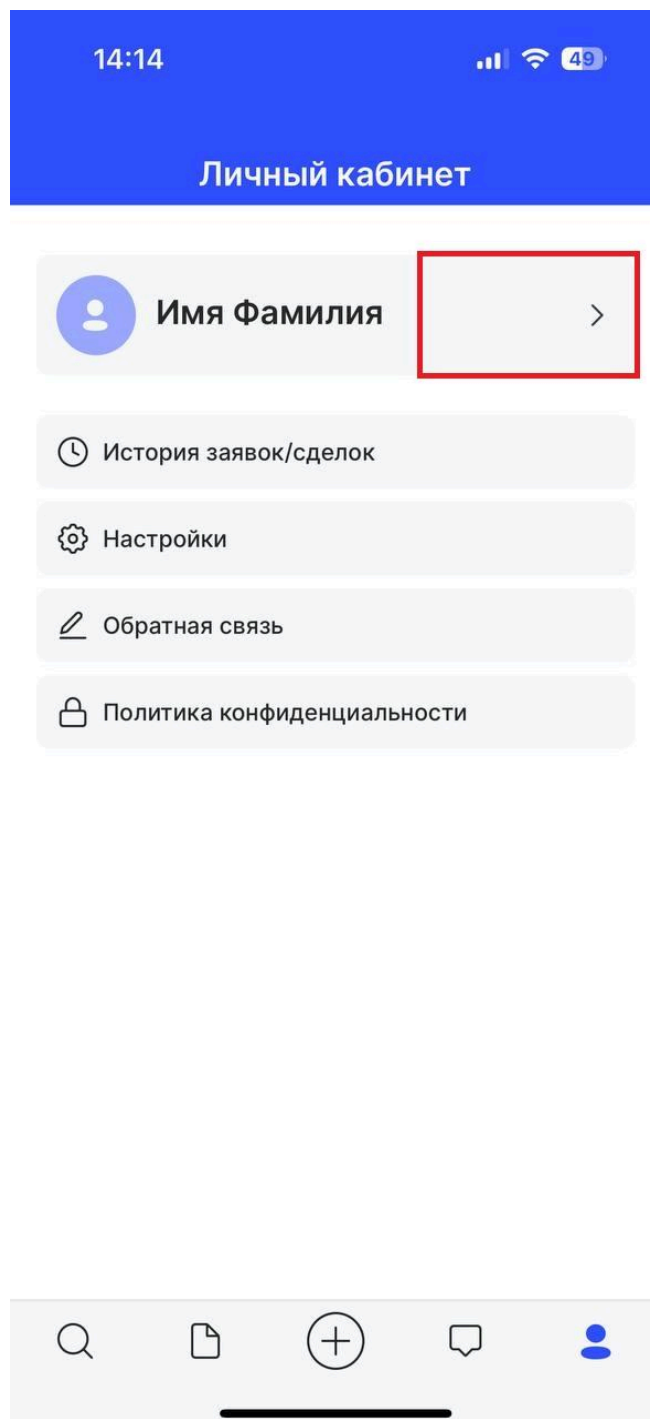 14:14
49
Личный кабинет
Имя Фамилия
История заявок/сделок
Настройки
Обратная связь
Политика конфиденциальности